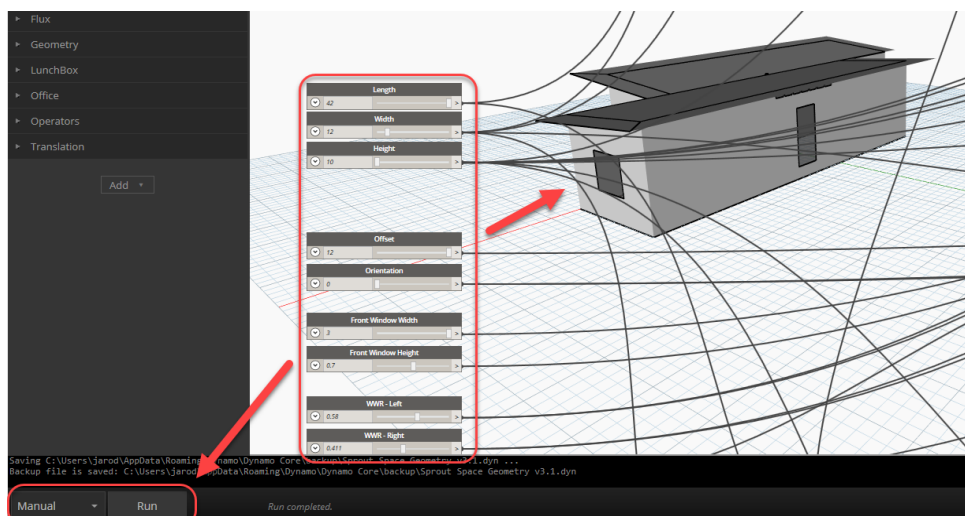 Flux
Geometry
LunchBox
Office
Operators
Translation
Add
Length
42
Width
12
Height
10
Offset
12
Orientation
0
Front Window Width
3
Front Window Height
0.7
WWR - Left
0.58
WWR - Right
0.411
Saving C:\Users\jarod\AppData\Roaming\Dynamo\Dynamo Core\backup\Sprout Space Geometry v3.1.dyn ...
Backup file is saved: C:\Users\jarod\AppData\Roaming\Dynamo\Dynamo Core\backup\Sprout Space Geometry v3.1.dyn
Manual Run Run completed.